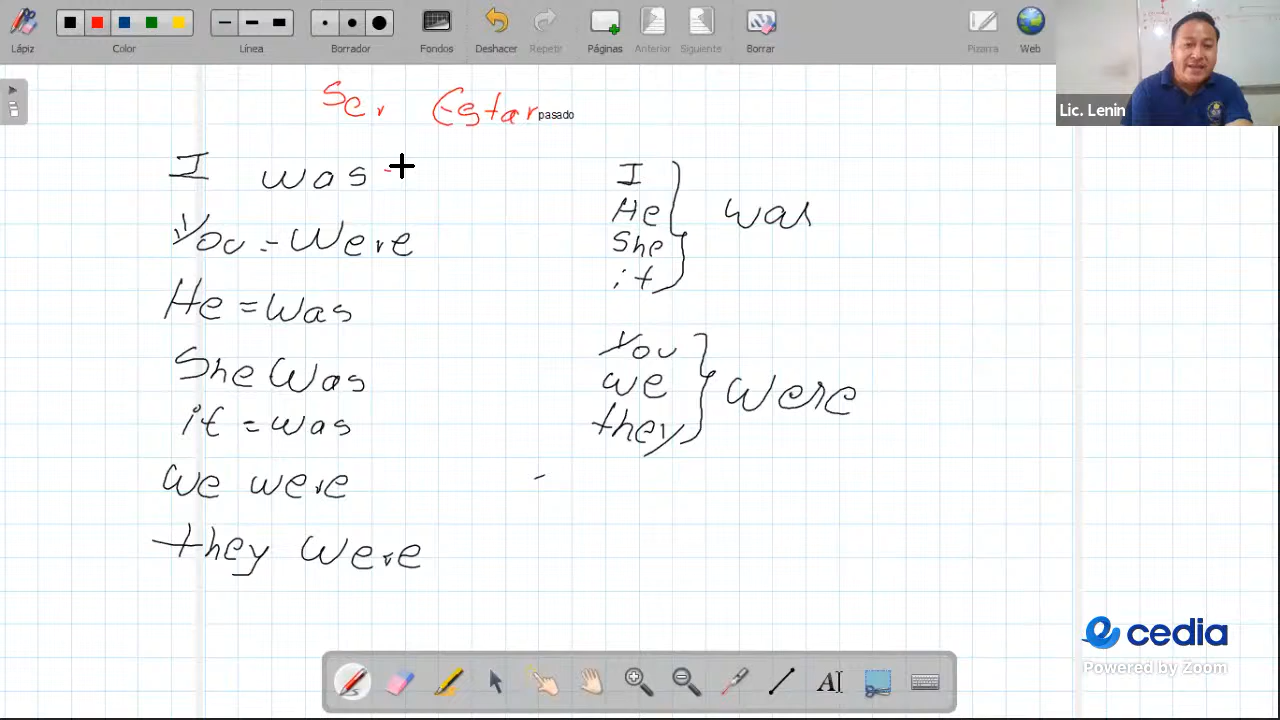 Lápiz Color Línea Borrador Fondos Deshacer Repetir Páginas Anterior Siguiente Borrar Pizarra Web
Lic. Lenin
Ser Estar pasado
I was
You = Were
He = Was
She Was
it = was
we were
they Were
I
He
She
it
was
You
we
they
were
cedia
Powered by Zoom